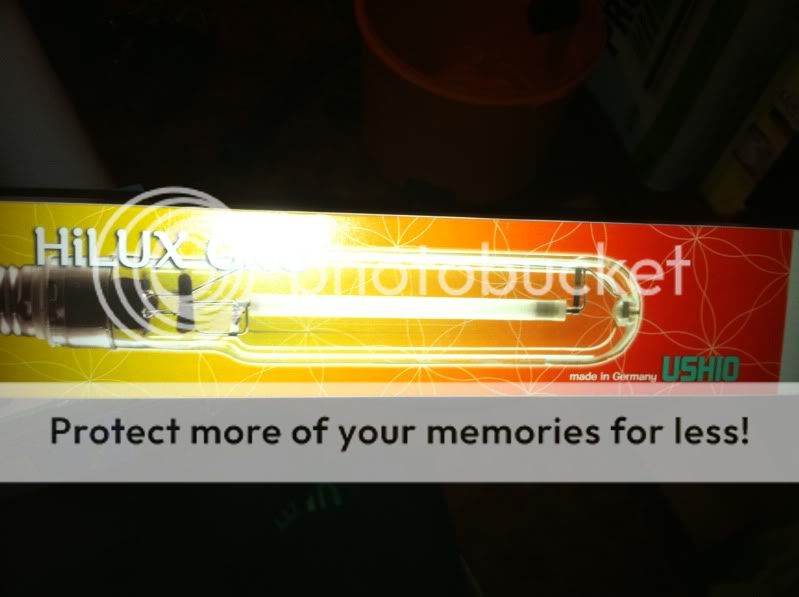 HiLUX
photobucket
made in Germany USHIO
Protect more of your memories for less!